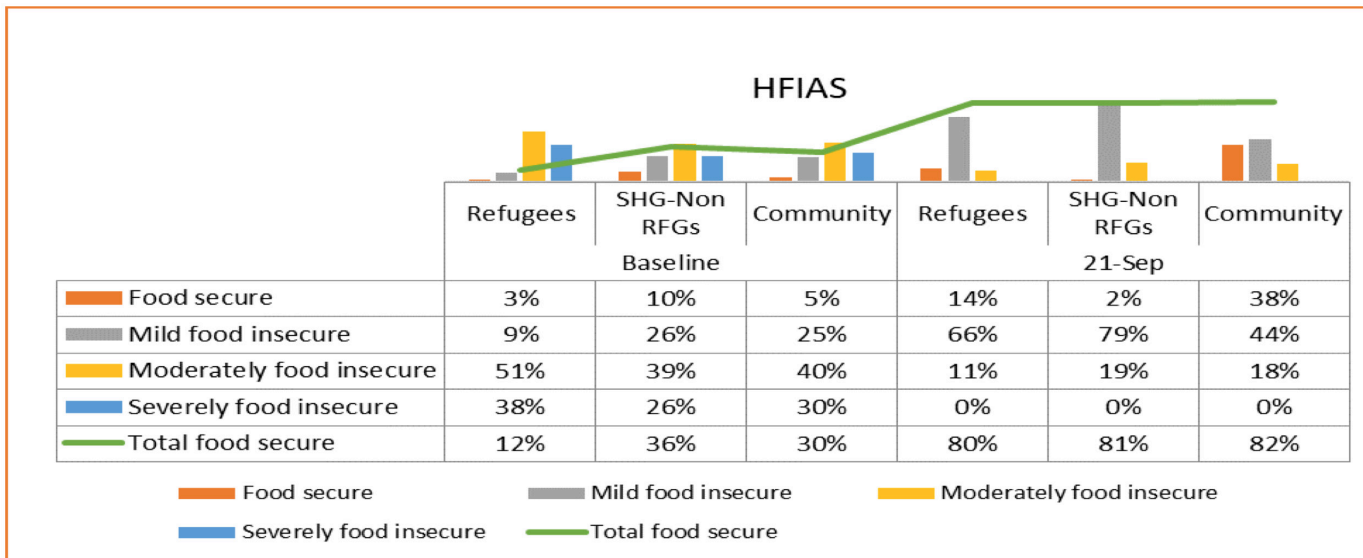 HFIAS
Refugees SHG-Non RFGs Community Refugees SHG-Non RFGs Community
Baseline 21-Sep
Food secure 3% 10% 5% 14% 2% 38%
Mild food insecure 9% 26% 25% 66% 79% 44%
Moderately food insecure 51% 39% 40% 11% 19% 18%
Severely food insecure 38% 26% 30% 0% 0% 0%
Total food secure 12% 36% 30% 80% 81% 82%
Food secure Mild food insecure Moderately food insecure
Severely food insecure Total food secure